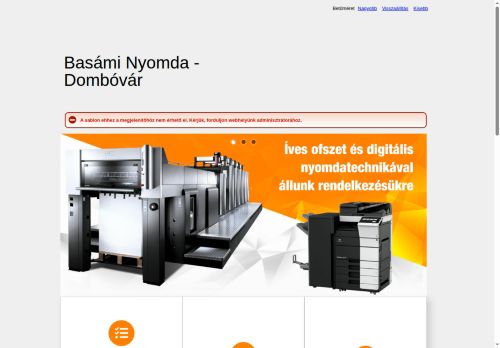 Betűméret Nagyobb Visszaállítás Kisebb
Basámi Nyomda -
Dombóvár
A sablon ehhez a megjelenítőhöz nem érhető el. Kérjük, forduljon webhelyünk adminisztrátorához.
Íves ofszet és digitális
nyomdatechnikával
állunk rendelkezésükre